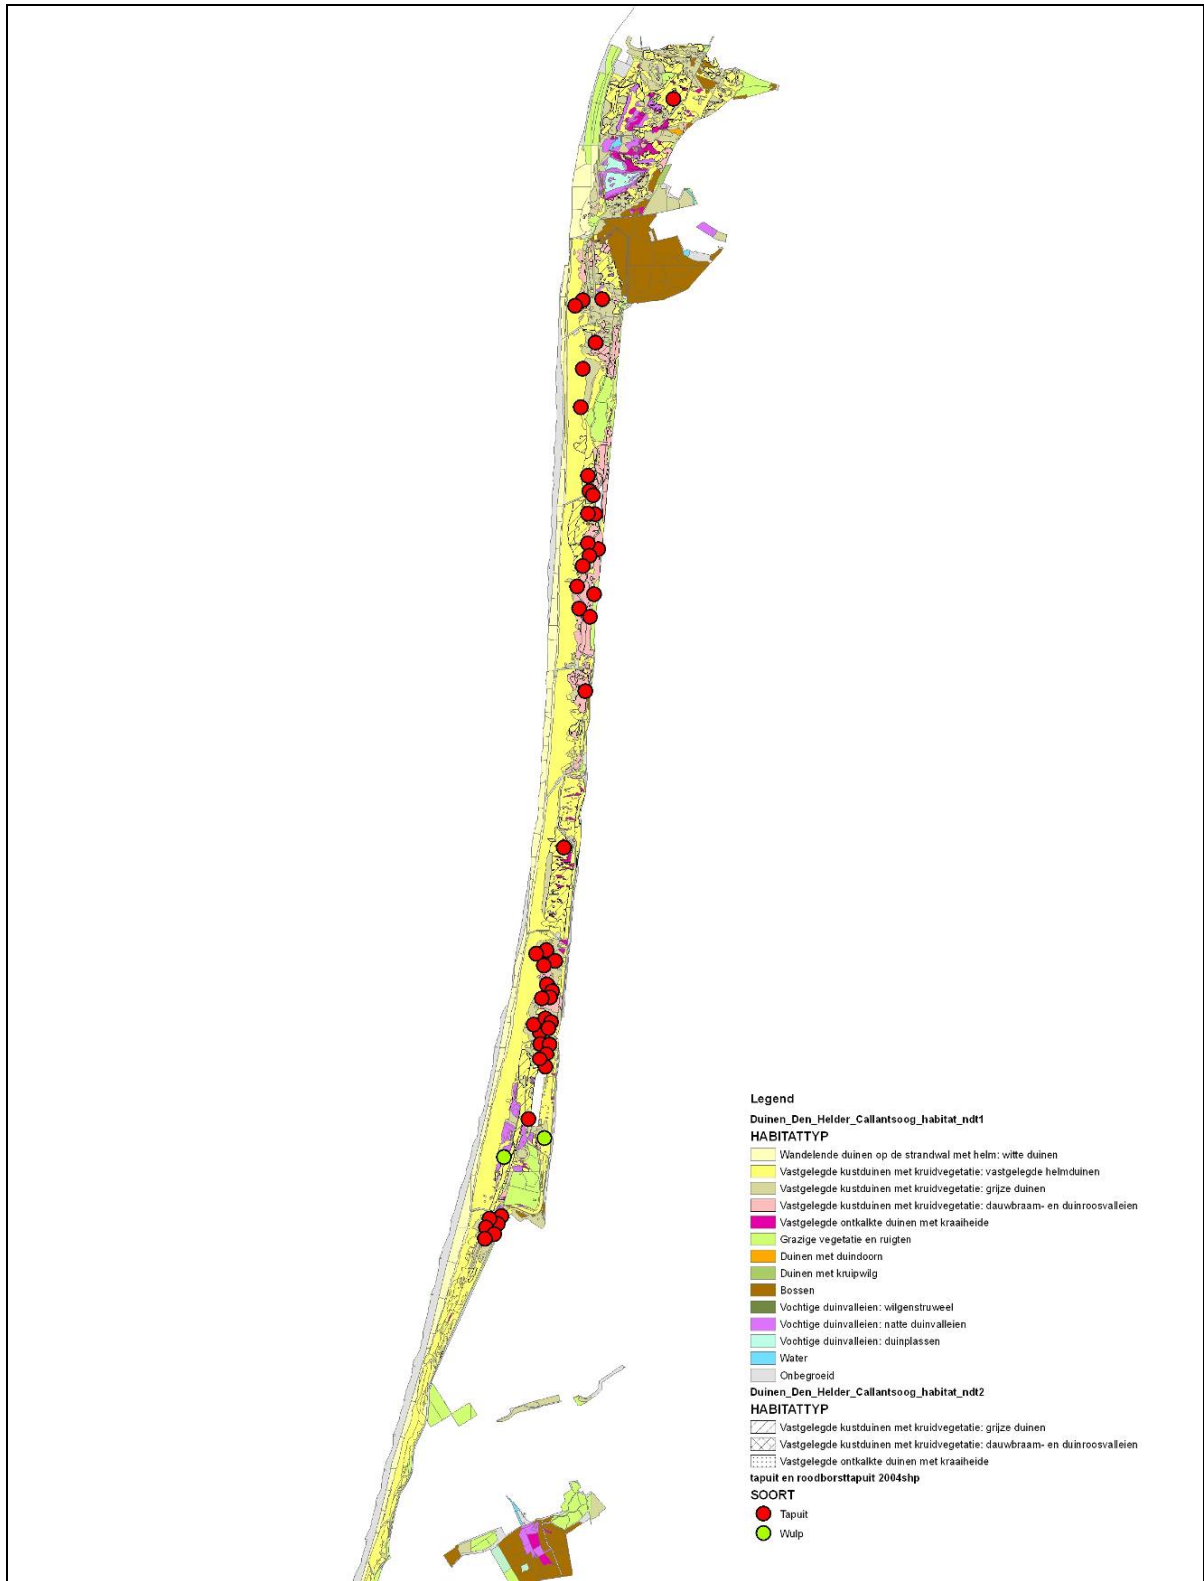 Legend
Duinen_Den_Helder_Callantsoog_habitat_ndt1
HABITATTYP
Wandelende duinen op de strandwal met helm: witte duinen
Vastgelegde kustduinen met kruidvegetatie: vastgelegde helmduinen
Vastgelegde kustduinen met kruidvegetatie: grijze duinen
Vastgelegde kustduinen met kruidvegetatie: dauwbraam- en duinroosvalleien
Vastgelegde ontkalkte duinen met kraaiheide
Grazige vegetatie en ruigten
Duinen met duindoorn
Duinen met kruipwilg
Bossen
Vochtige duinvalleien: wilgenstruweel
Vochtige duinvalleien: natte duinvalleien
Vochtige duinvalleien: duinplassen
Water
Onbegroeid
Duinen_Den_Helder_Callantsoog_habitat_ndt2
HABITATTYP
Vastgelegde kustduinen met kruidvegetatie: grijze duinen
Vastgelegde kustduinen met kruidvegetatie: dauwbraam- en duinroosvalleien
Vastgelegde ontkalkte duinen met kraaiheide
tapuit en roodborsttapuit 2004shp
SOORT
Tapuit
Wulp